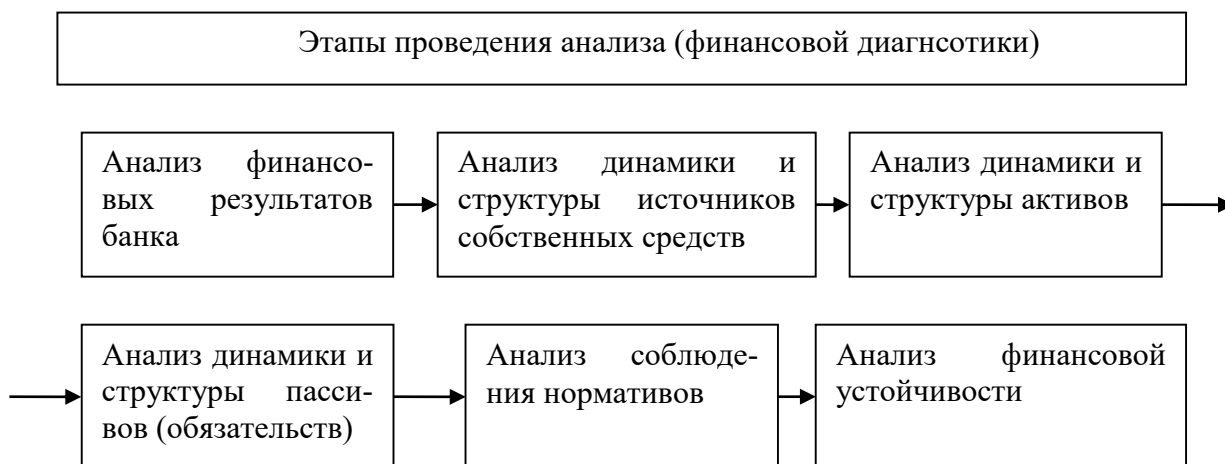 Этапы проведения анализа (финансовой диагнсотики)
Анализ финансо-
вых результатов
банка
Анализ динамики и
структуры источников
собственных средств
Анализ динамики и
структуры активов
Анализ динамики и
структуры пасси-
вов (обязательств)
Анализ соблюде-
ния нормативов
Анализ финансовой
устойчивости